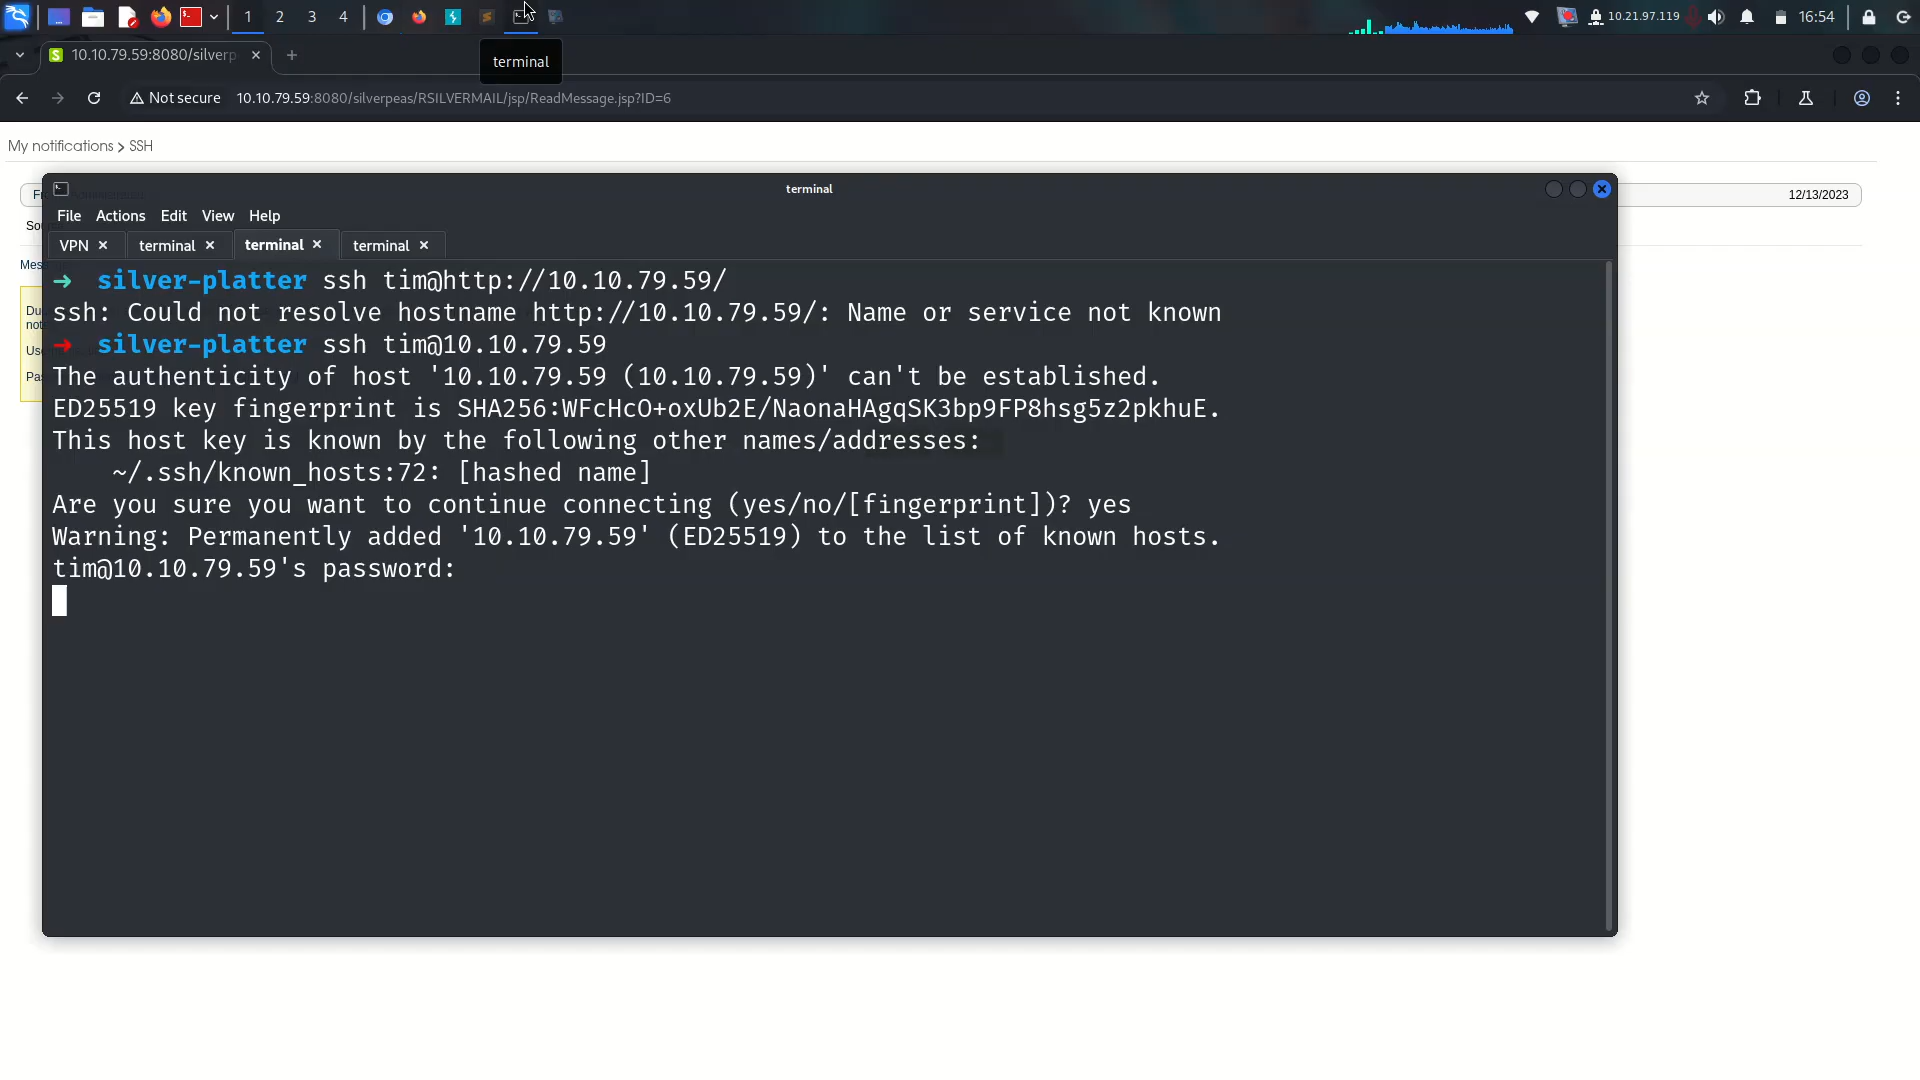 1 2 3 4
10.21.97.119
16:54
10.10.79.59:8080/silverp
terminal
Not secure
10.10.79.59:8080/silverpeas/RSILVERMAIL/jsp/ReadMessage.jsp?ID=6
My notifications > SSH
12/13/2023
terminal
File Actions Edit View Help
VPN terminal terminal terminal
➜ silver-platter ssh tim@http://10.10.79.59/
ssh: Could not resolve hostname http://10.10.79.59/: Name or service not known
➜ silver-platter ssh tim@10.10.79.59
The authenticity of host '10.10.79.59 (10.10.79.59)' can't be established.
ED25519 key fingerprint is SHA256:WFcHcO+oxUb2E/NaonaHAgqSK3bp9FP8hsg5z2pkhuE.
This host key is known by the following other names/addresses:
~/.ssh/known_hosts:72: [hashed name]
Are you sure you want to continue connecting (yes/no/[fingerprint])? yes
Warning: Permanently added '10.10.79.59' (ED25519) to the list of known hosts.
tim@10.10.79.59's password: